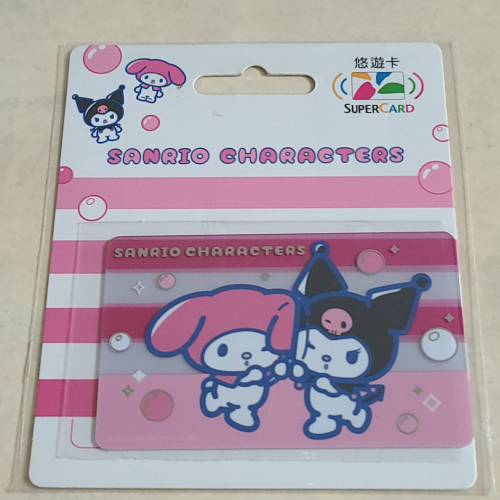 悠遊卡
SUPERCARD
SANRIO CHARACTERS
SANRIO CHARACTERS